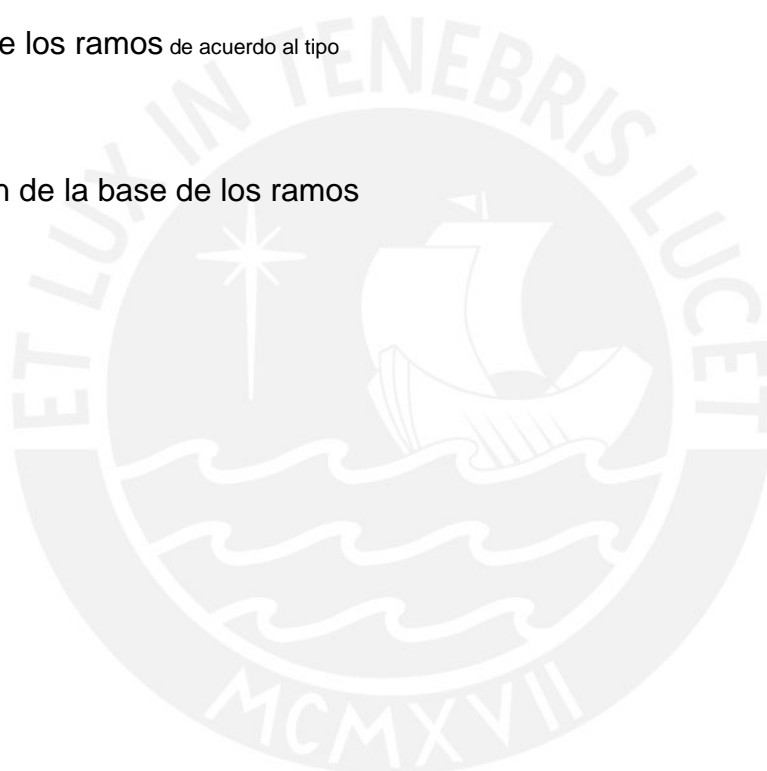 e los ramos de acuerdo al tipo
n de la base de los ramos
ET LUX IN TENEBRIS LUCET
MCMXVII